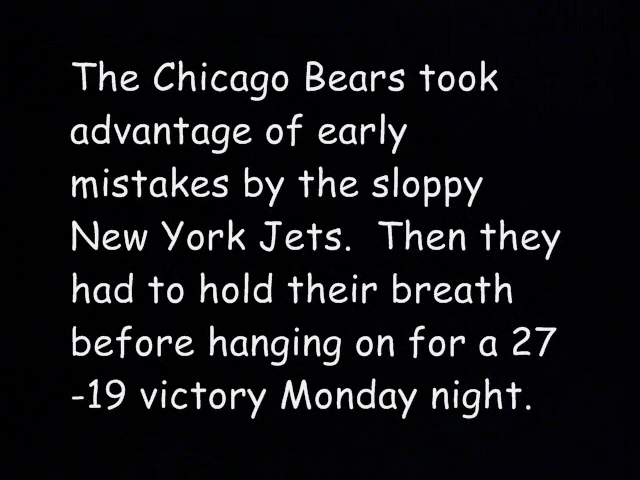 The Chicago Bears took
advantage of early
mistakes by the sloppy
New York Jets.  Then they
had to hold their breath
before hanging on for a 27
-19 victory Monday night.